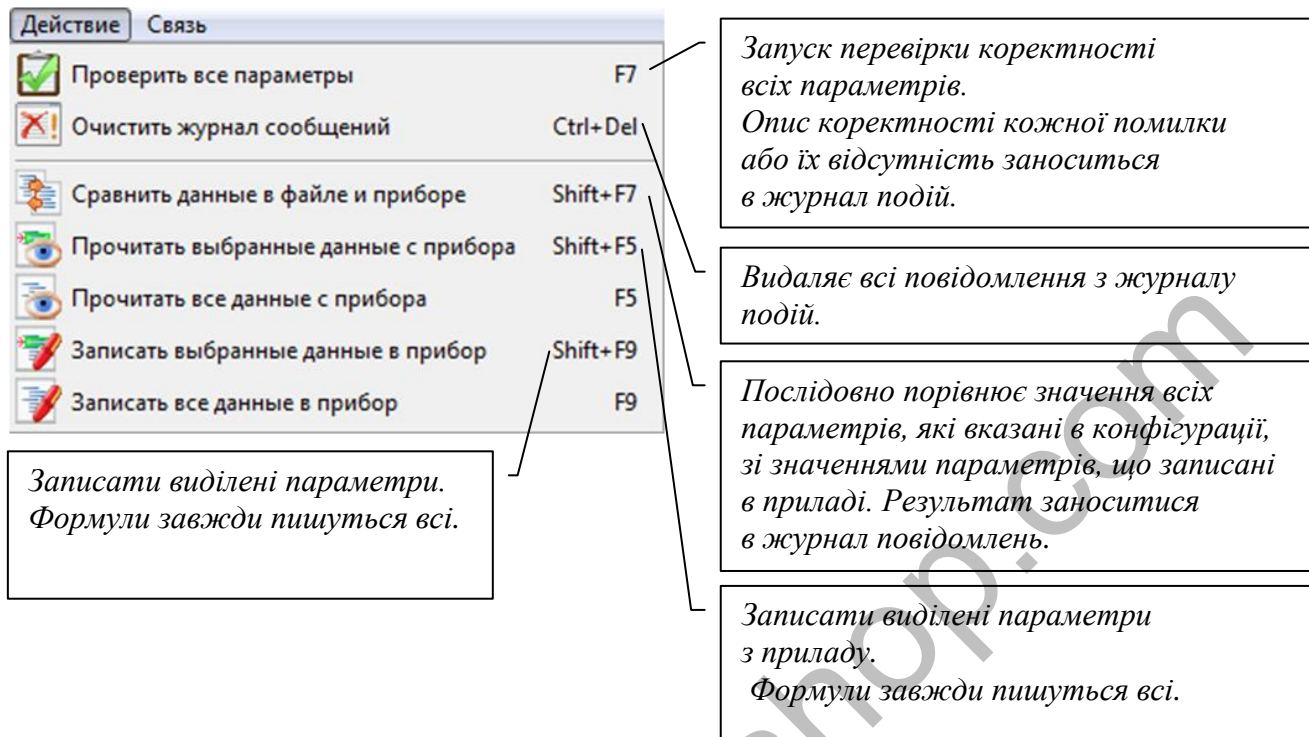 Действие Связь
Проверить все параметры F7
Очистить журнал сообщений Ctrl+Del
Сравнить данные в файле и приборе Shift+F7
Прочитать выбранные данные с прибора Shift+F5
Прочитать все данные с прибора F5
Записать выбранные данные в прибор Shift+F9
Записать все данные в прибор F9
Записати виділені параметри.
Формули завжди пишуться всі.
Запуск перевірки коректності
всіх параметрів.
Опис коректності кожної помилки
або їх відсутність заноситься
в журнал подій.
Видаляє всі повідомлення з журналу
подій.
Послідовно порівнює значення всіх
параметрів, які вказані в конфігурації,
зі значеннями параметрів, що записані
в приладі. Результат заноситися
в журнал повідомлень.
Записати виділені параметри
з приладу.
Формули завжди пишуться всі.
hop.com